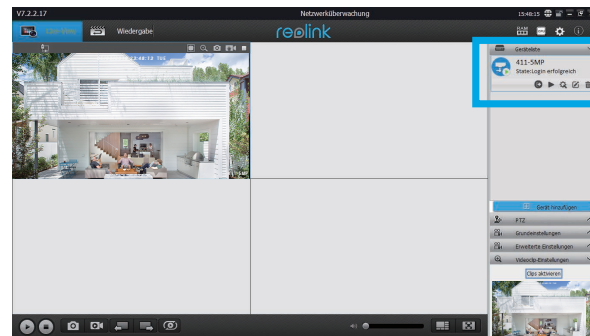 V7.2.2.17
Netzwerküberwachung
15:48:15
Live View
Wiedergabe
reolink
Geräteliste
411-5MP
State:Login erfolgreich
Gerät hinzufügen
PTZ
Grundeinstellungen
Erweiterte Einstellungen
Videoclip-Einstellungen
Clips aktivieren